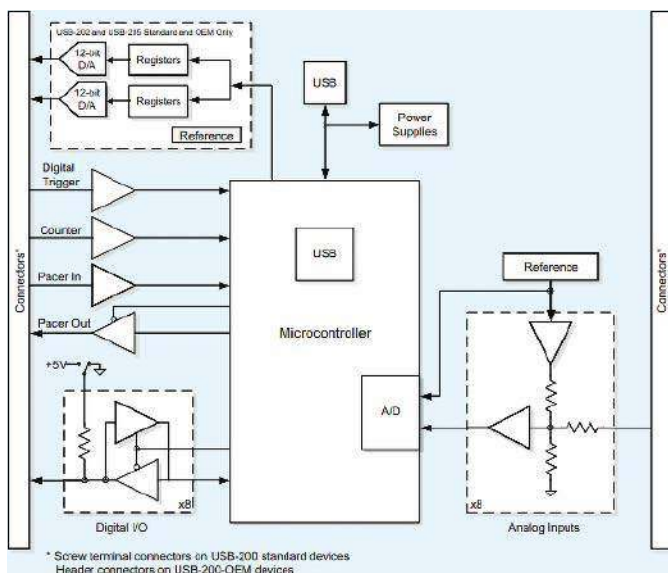 USB-202 and USB-205 Standard and OEM Only
12-bit
D/A
Registers
12-bit
D/A
Registers
Reference
USB
Power
Supplies
Digital
Trigger
Counter
Pacer In
Pacer Out
+5V
x8
Digital I/O
USB
Microcontroller
A/D
Reference
x8
Analog Inputs
Connectors*
Connectors*
* Screw terminal connectors on USB-200 standard devices
Header connectors on USB-200-OEM devices